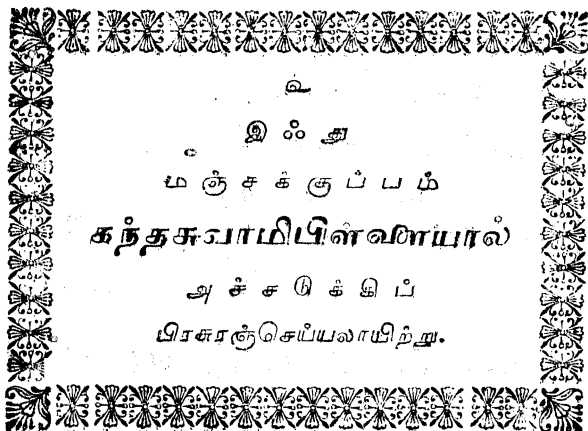 உ
இஃது
மஞ்சக்குப்பம்
கந்தசுவாமிபிள்ளையால்
அச்சடுக்கிப்
பிரசுரஞ்செய்யலாயிற்று.